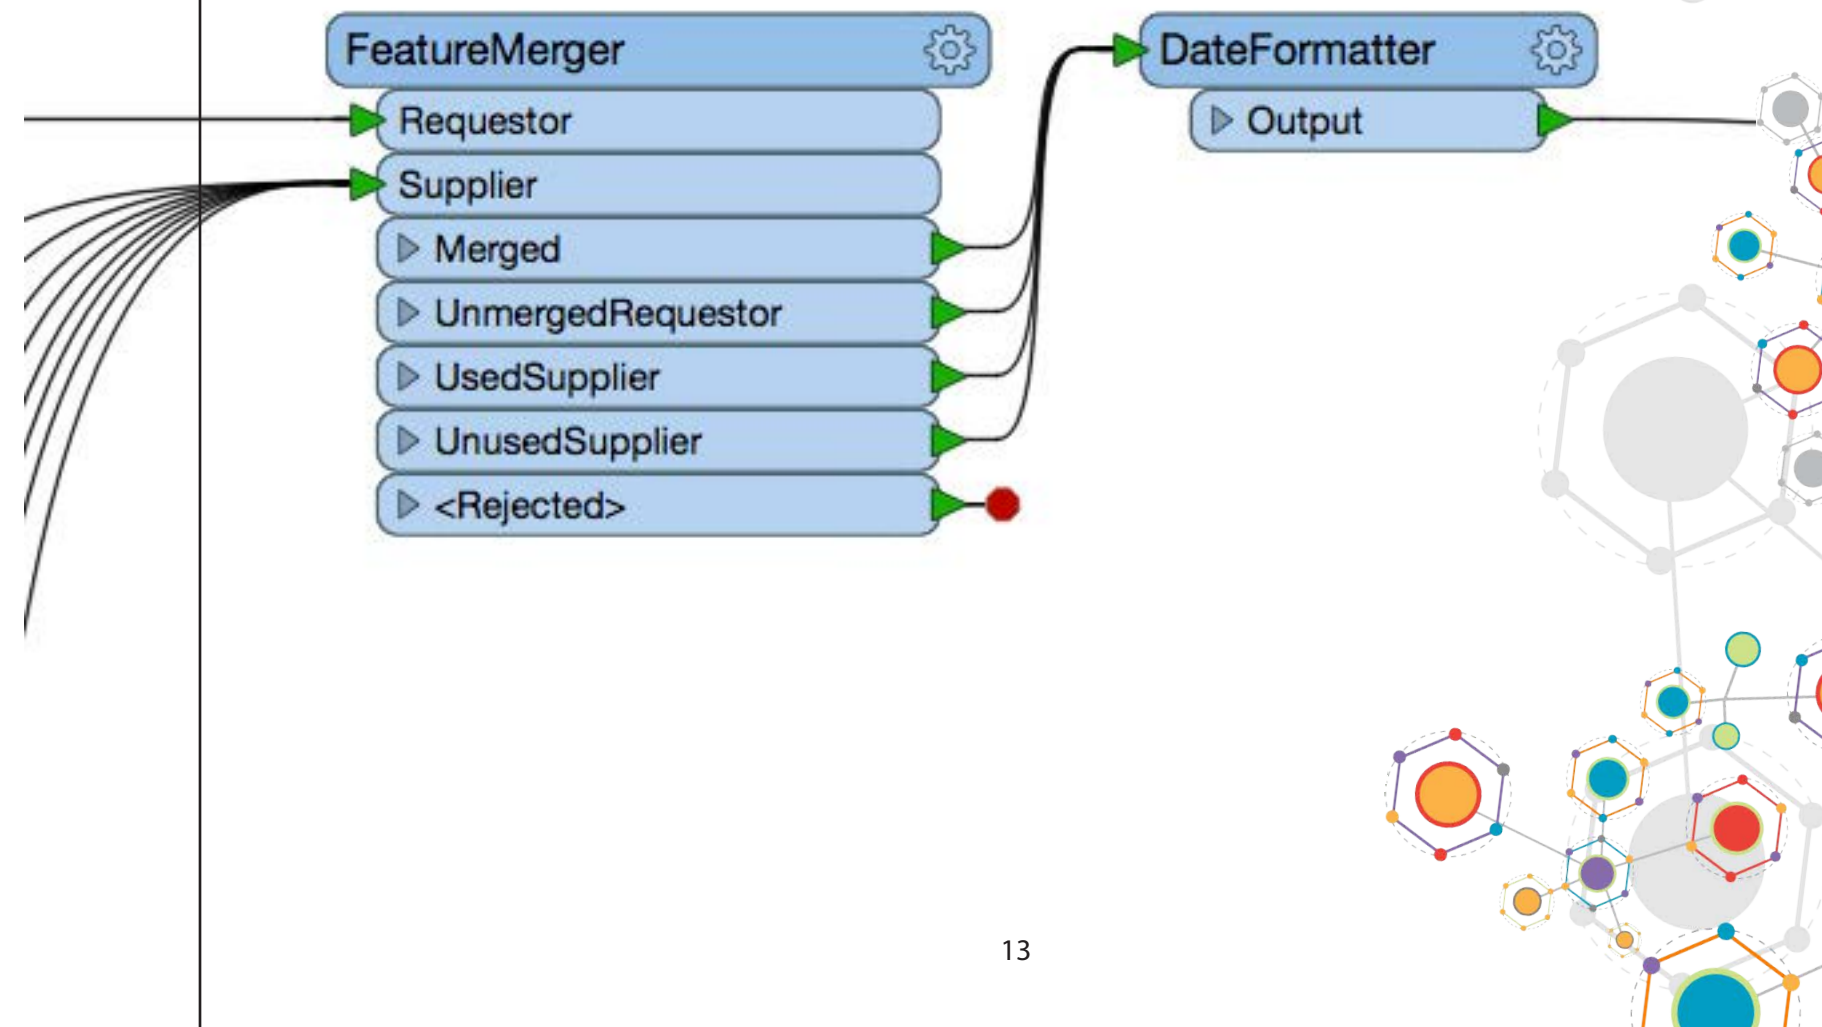 FeatureMerger
Requestor
Supplier
Merged
UnmergedRequestor
UsedSupplier
UnusedSupplier
<Rejected>
DateFormatter
Output
13